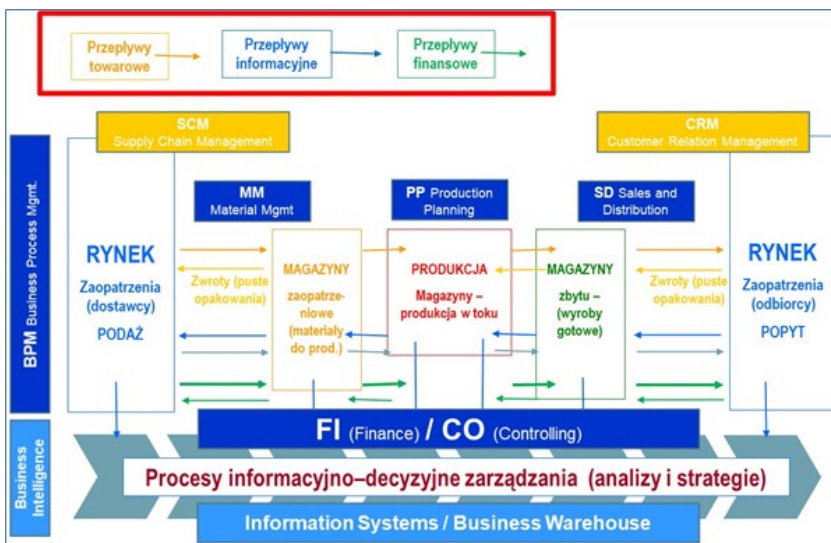 Przepływy
towarowe
Przepływy
informacyjne
Przepływy
finansowe
SCM
Supply Chain Management
CRM
Customer Relation Management
BPM Business Process Mgmt.
MM
Material Mgmt
PP Production
Planning
SD Sales and
Distribution
RYNEK
Zaopatrzenia
(dostawcy)
PODAŻ
Zwroty (puste
opakowania)
MAGAZYNY
zaopatrze-
niowe
(materiały
do prod.)
PRODUKCJA
Magazyny –
produkcja w toku
MAGAZYNY
zbytu –
(wyroby
gotowe)
Zwroty (puste
opakowania)
RYNEK
Zaopatrzenia
(odbiorcy)
POPYT
FI (Finance) / CO (Controlling)
Business
Intelligence
Procesy informacyjno–decyzyjne zarządzania (analizy i strategie)
Information Systems / Business Warehouse